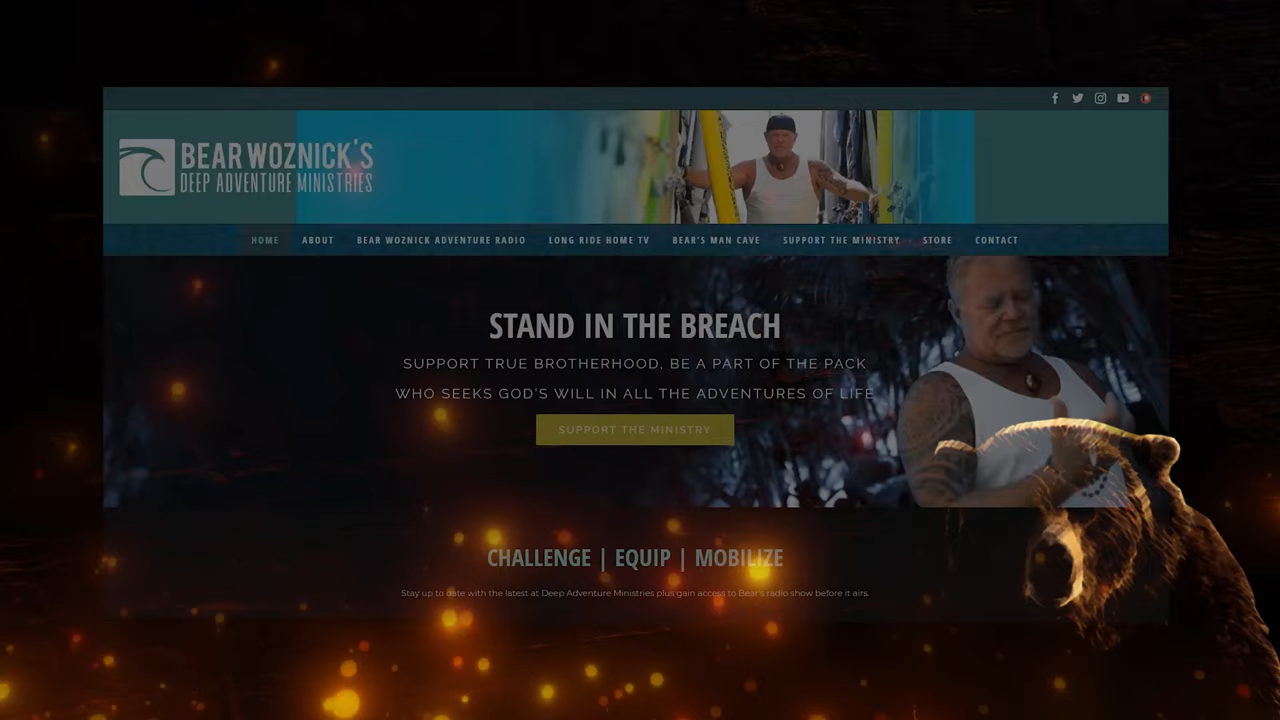 BEAR WOZNICK'S
DEEP ADVENTURE MINISTRIES
HOME ABOUT BEAR WOZNICK ADVENTURE RADIO LONG RIDE HOME TV BEAR'S MAN CAVE SUPPORT THE MINISTRY STORE CONTACT
STAND IN THE BREACH
SUPPORT TRUE BROTHERHOOD, BE A PART OF THE PACK
WHO SEEKS GOD'S WILL IN ALL THE ADVENTURES OF LIFE
SUPPORT THE MINISTRY
CHALLENGE | EQUIP | MOBILIZE
Stay up to date with the latest at Deep Adventure Ministries plus gain access to Bear's radio show before it airs.